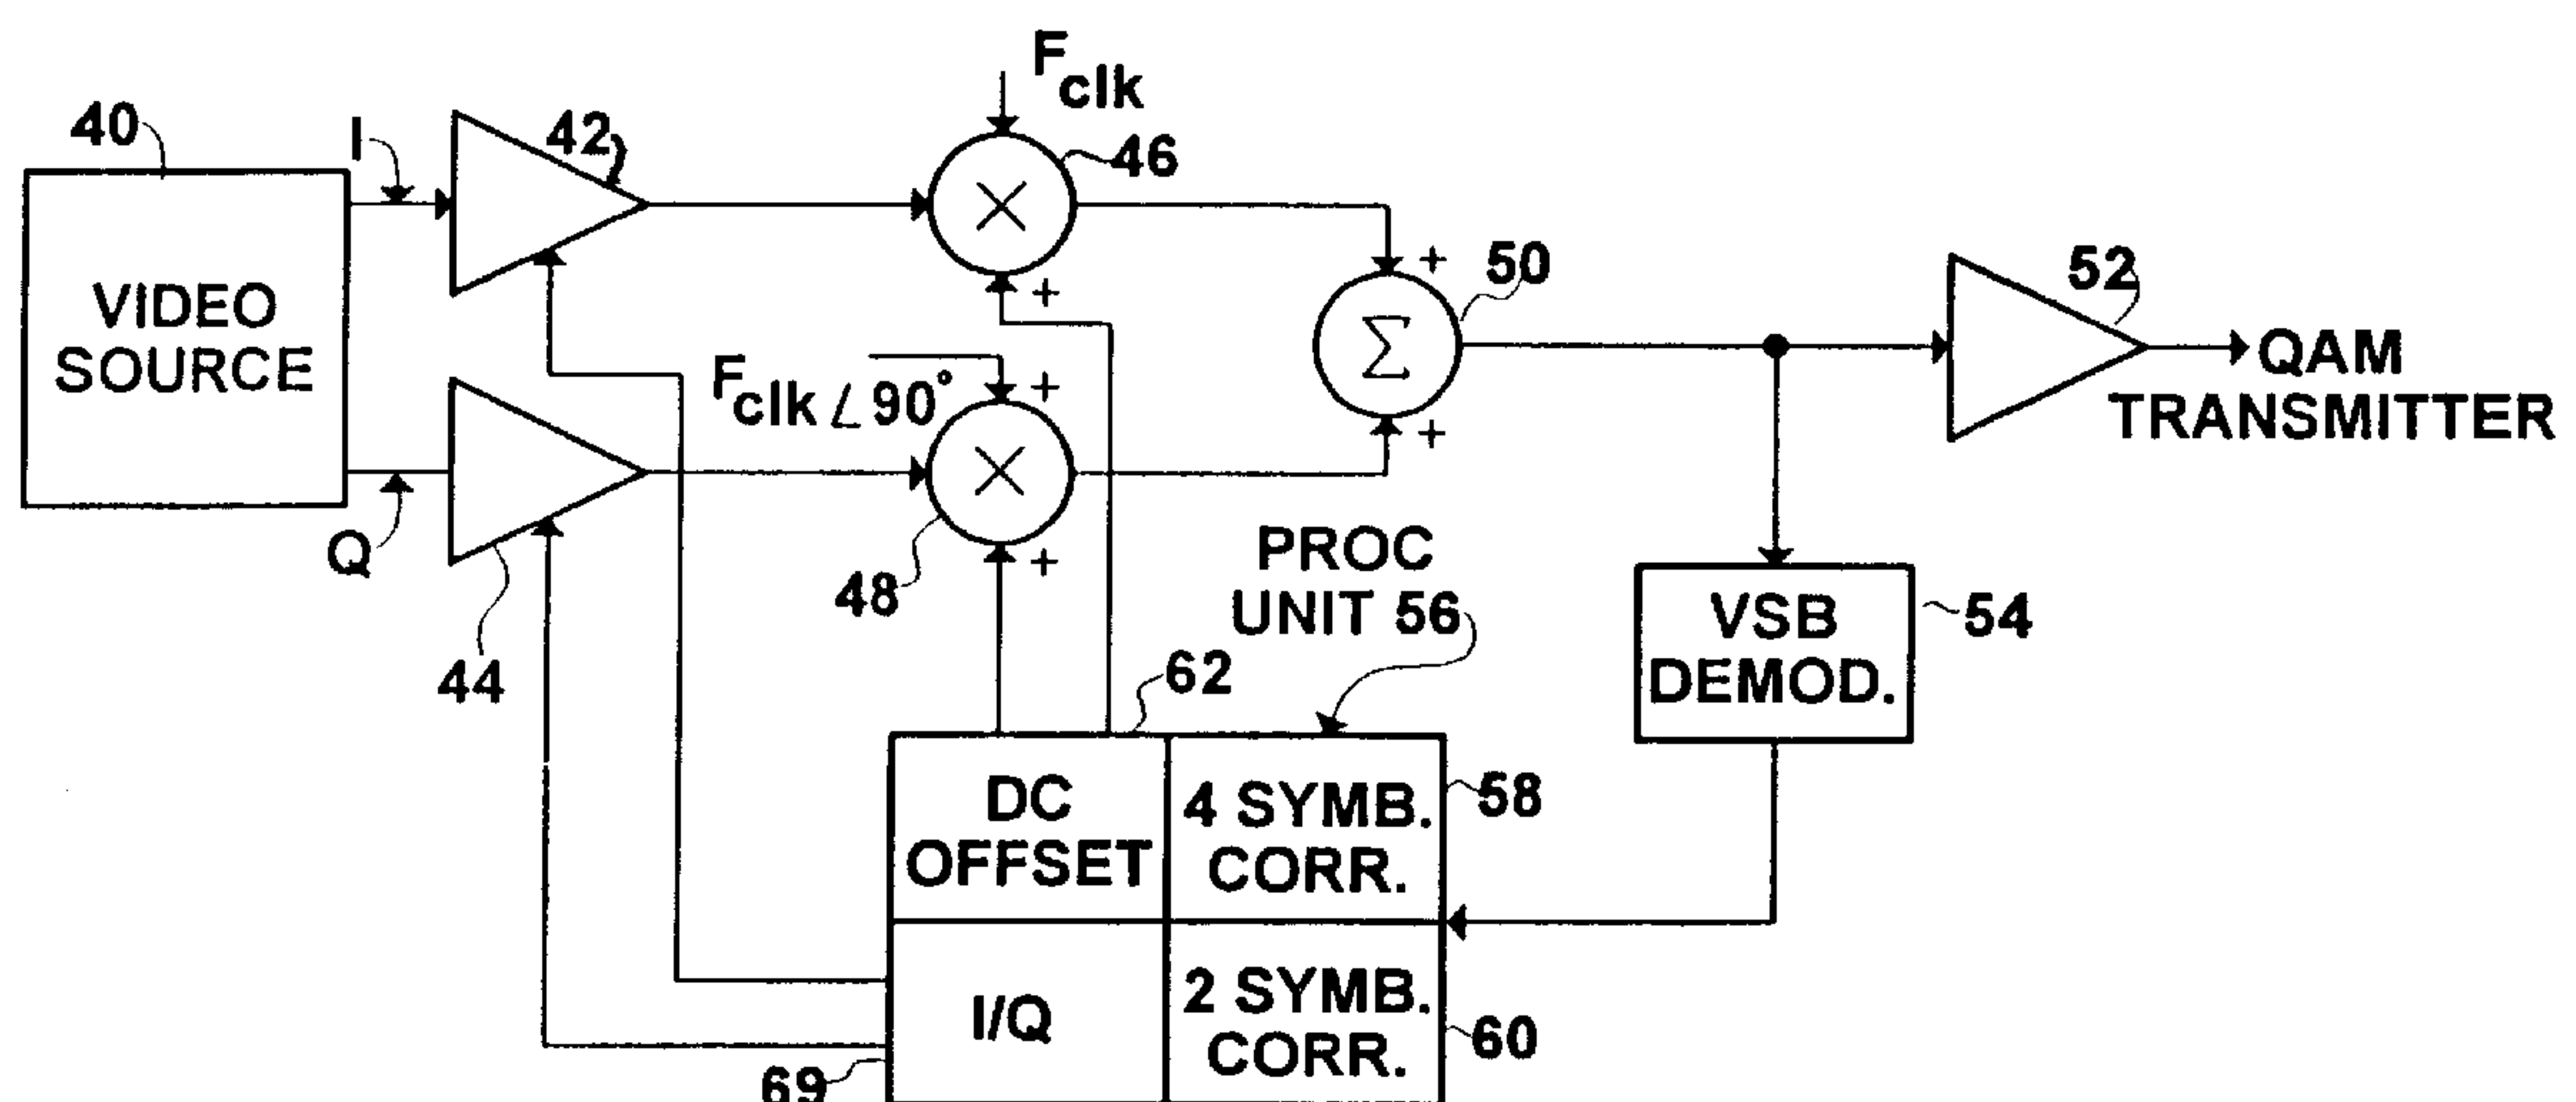 F clk
40
I
42
46
VIDEO
SOURCE
+
+
50
Σ
52
QAM
TRANSMITTER
F clk ∠90°
+
+
Q
44
48
+
PROC
UNIT 56
62
VSB
DEMOD.
54
DC
OFFSET
4 SYMB.
CORR.
58
I/Q
2 SYMB.
CORR.
60
69